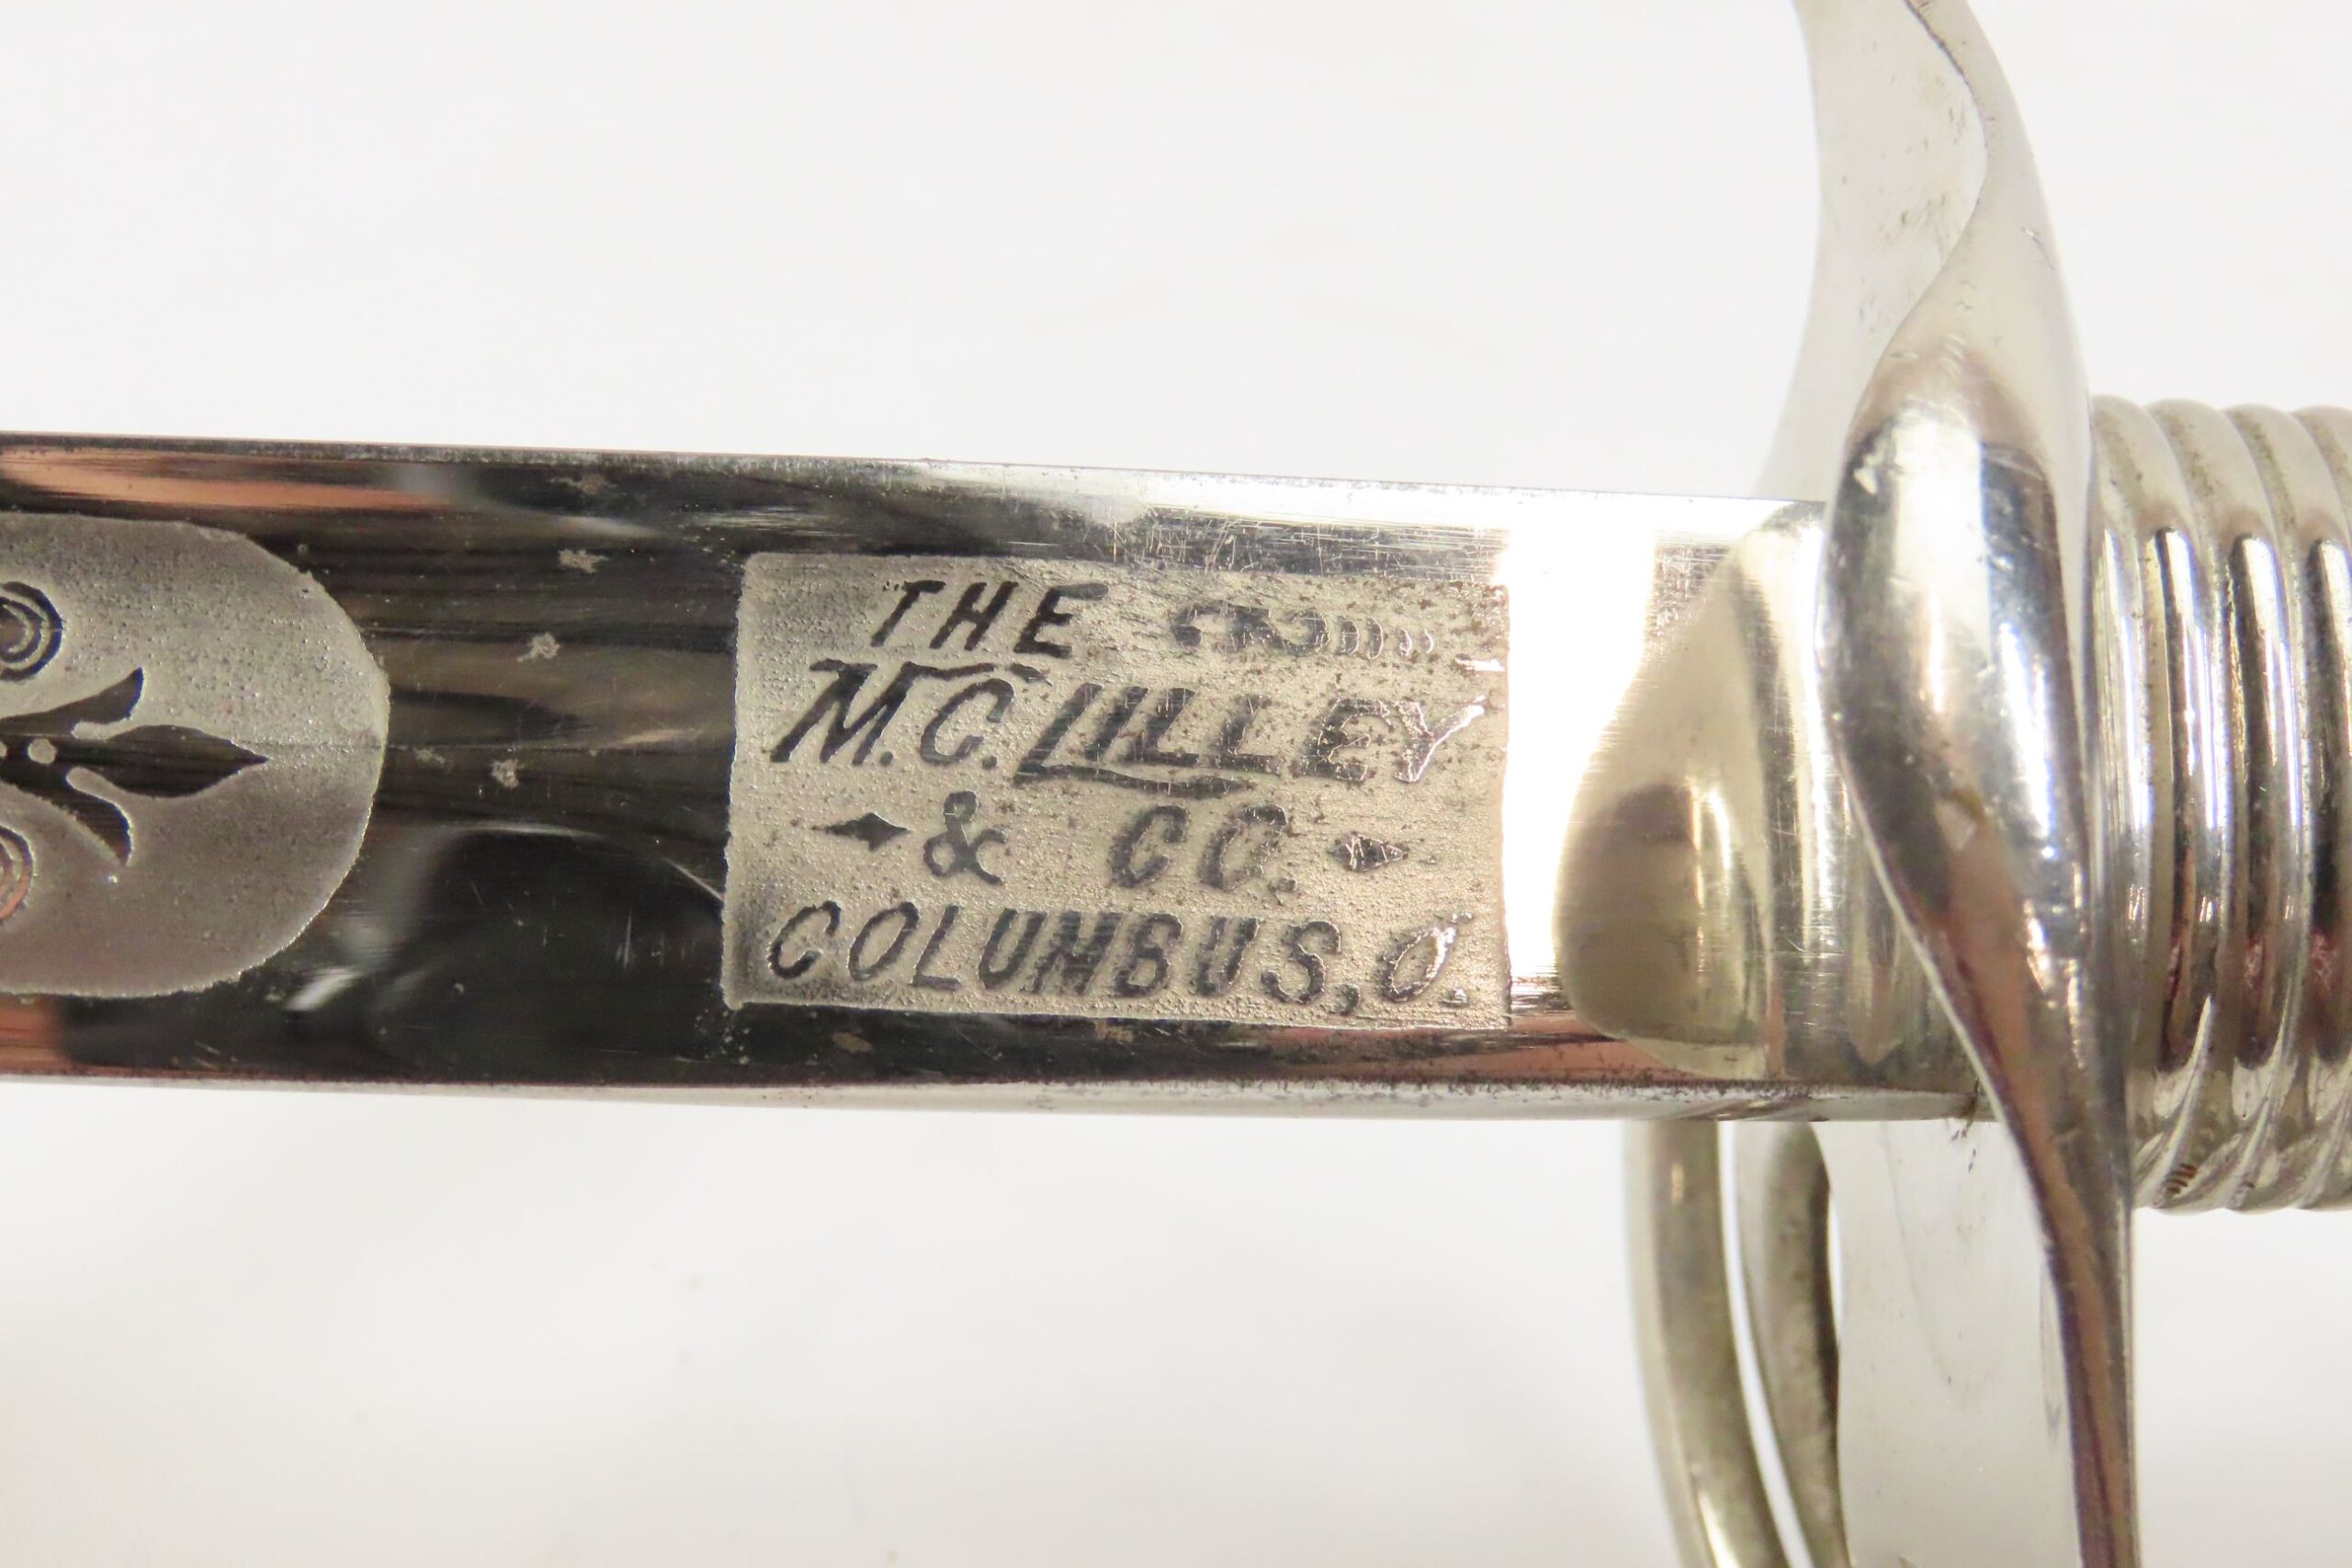 THE
M.C. LILLEY
& CO.
COLUMBUS, O.